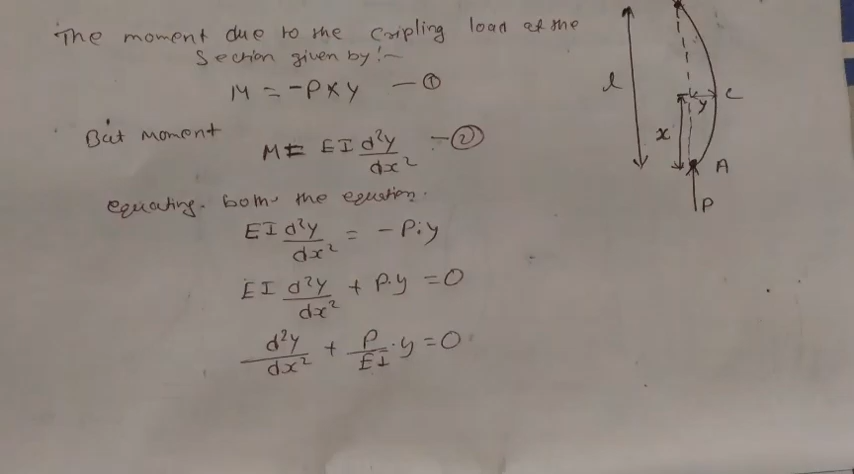 The moment due to the Cripling load at the
Section given by:-
M = -P×y —①
But Moment
M = EI d²y/dx² —②
equating both the equation.
EI d²y/dx² = -P.y
EI d²y/dx² + P.y = 0
d²y/dx² + P/EI . y = 0
l
y
C
x
A
P